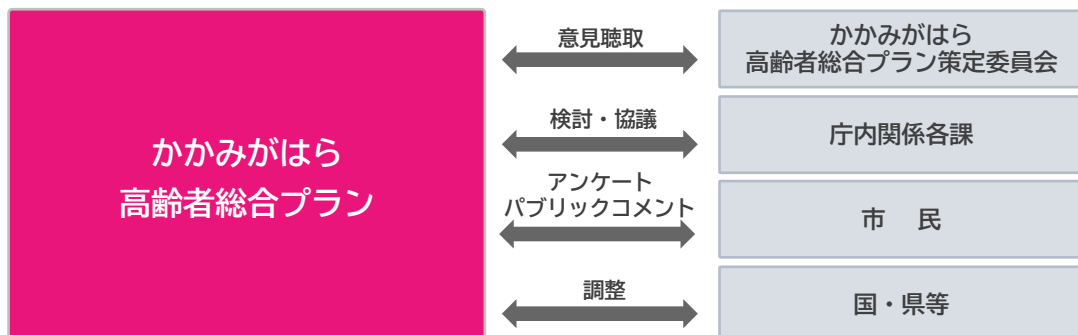 かかみがはら
高齢者総合プラン
意見聴取
かかみがはら
高齢者総合プラン策定委員会
検討・協議
庁内関係各課
アンケート
パブリックコメント
市　民
調整
国・県等